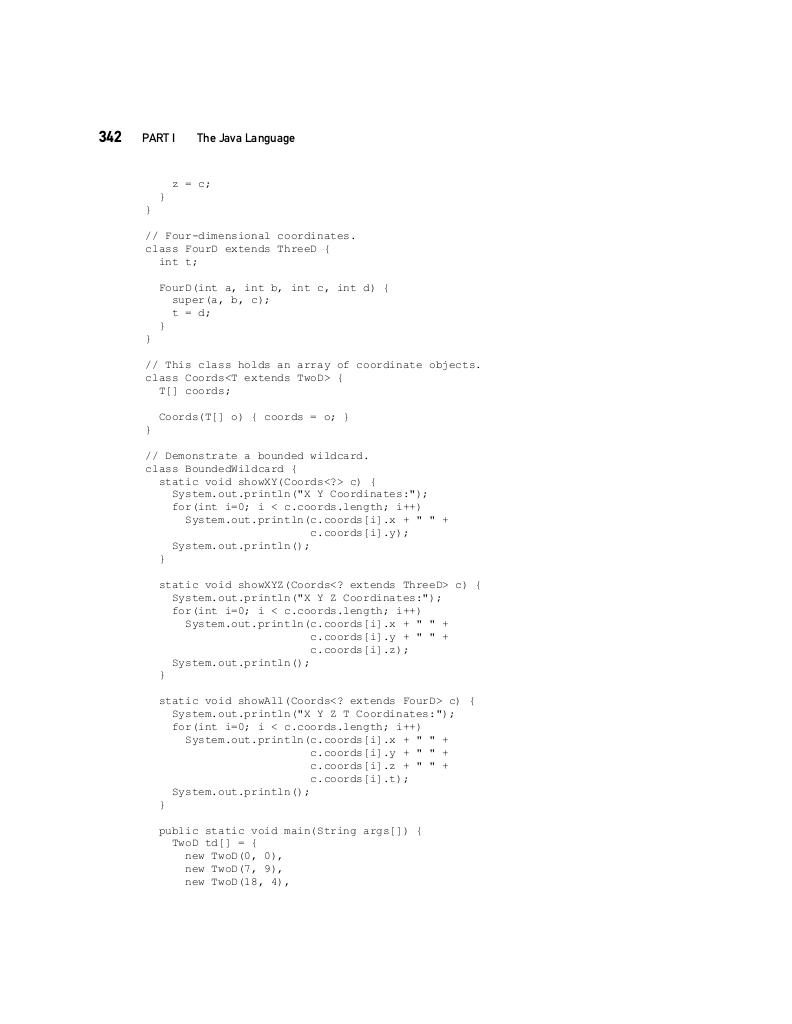 342 PART I The Java Language
z = c;
}
}
// Four-dimensional coordinates.
class FourD extends ThreeD {
int t;
FourD(int a, int b, int c, int d) {
super(a, b, c);
t = d;
}
}
// This class holds an array of coordinate objects.
class Coords<T extends TwoD> {
T[] coords;
Coords(T[] o) { coords = o; }
}
// Demonstrate a bounded wildcard.
class BoundedWildcard {
static void showXY(Coords<?> c) {
System.out.println("X Y Coordinates:");
for(int i=0; i < c.coords.length; i++)
System.out.println(c.coords[i].x + " " +
c.coords[i].y);
System.out.println();
}
static void showXYZ(Coords<? extends ThreeD> c) {
System.out.println("X Y Z Coordinates:");
for(int i=0; i < c.coords.length; i++)
System.out.println(c.coords[i].x + " " +
c.coords[i].y + " " +
c.coords[i].z);
System.out.println();
}
static void showAll(Coords<? extends FourD> c) {
System.out.println("X Y Z T Coordinates:");
for(int i=0; i < c.coords.length; i++)
System.out.println(c.coords[i].x + " " +
c.coords[i].y + " " +
c.coords[i].z + " " +
c.coords[i].t);
System.out.println();
}
public static void main(String args[]) {
TwoD td[] = {
new TwoD(0, 0),
new TwoD(7, 9),
new TwoD(18, 4),